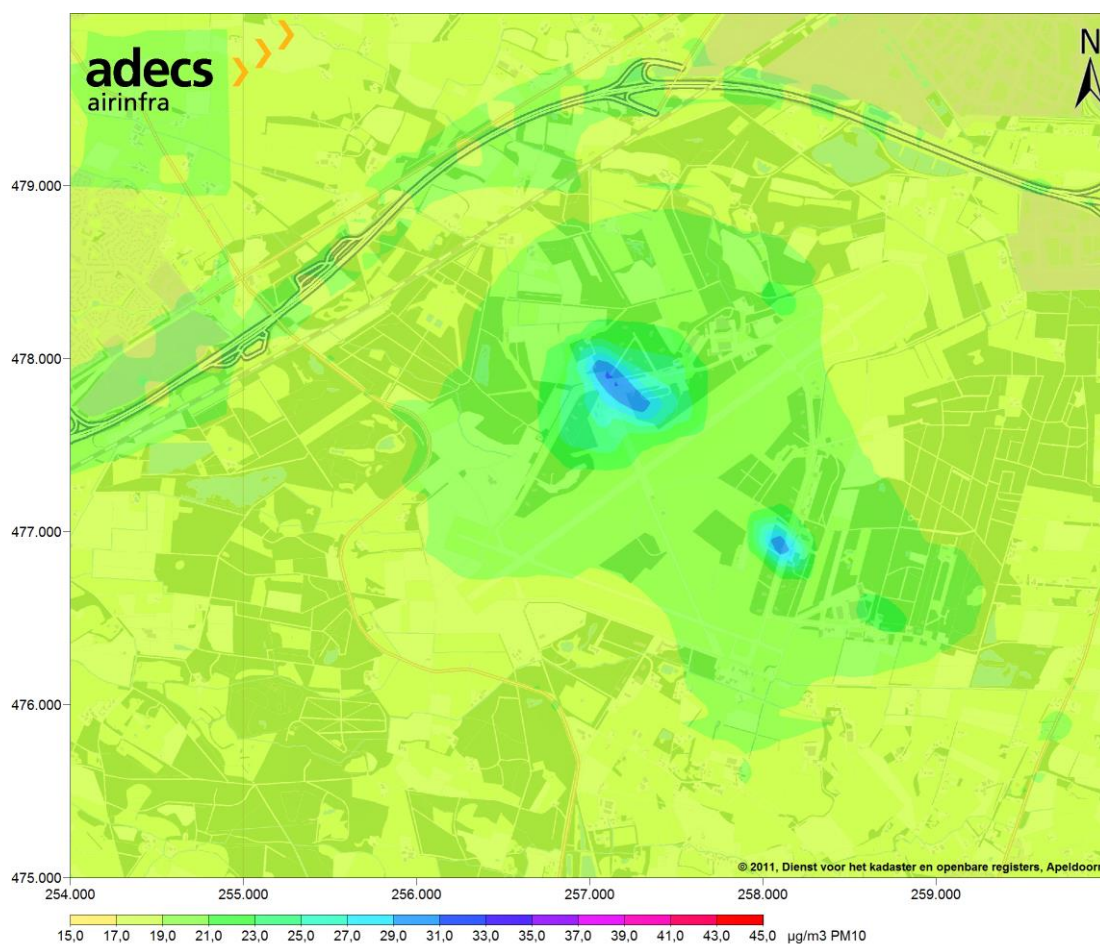 adecs
airinfra
N
479.000
478.000
477.000
476.000
475.000
© 2011, Dienst voor het kadaster en openbare registers, Apeldoorn
254.000 255.000 256.000 257.000 258.000 259.000
15,0 17,0 19,0 21,0 23,0 25,0 27,0 29,0 31,0 33,0 35,0 37,0 39,0 41,0 43,0 45,0 µg/m3 PM10